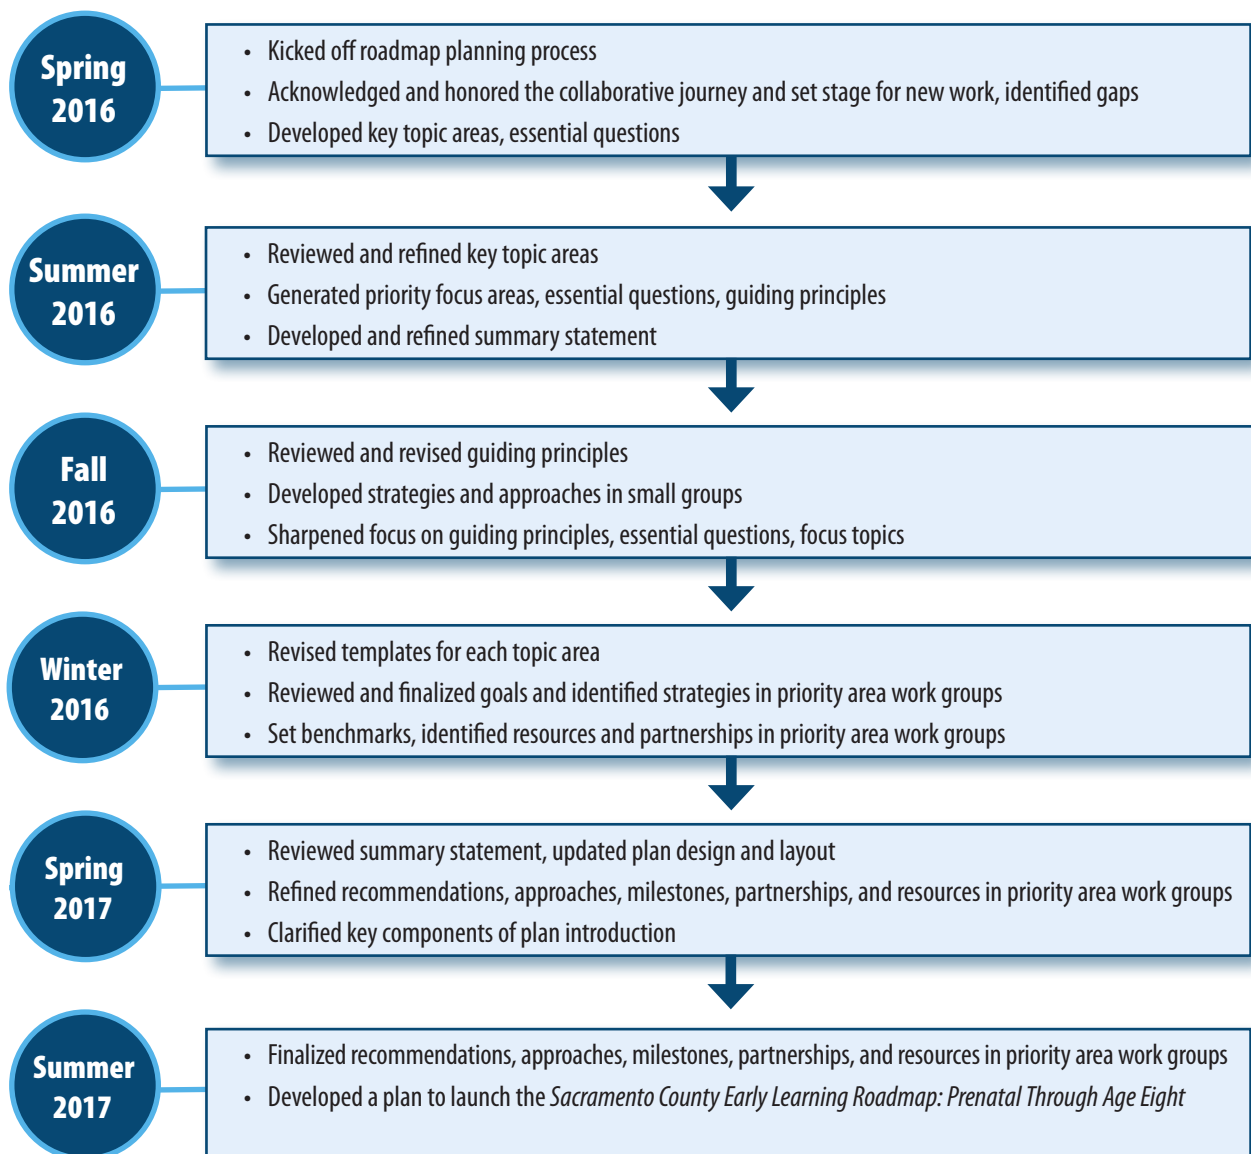 Spring
2016
• Kicked off roadmap planning process
• Acknowledged and honored the collaborative journey and set stage for new work, identified gaps
• Developed key topic areas, essential questions
Summer
2016
• Reviewed and refined key topic areas
• Generated priority focus areas, essential questions, guiding principles
• Developed and refined summary statement
Fall
2016
• Reviewed and revised guiding principles
• Developed strategies and approaches in small groups
• Sharpened focus on guiding principles, essential questions, focus topics
Winter
2016
• Revised templates for each topic area
• Reviewed and finalized goals and identified strategies in priority area work groups
• Set benchmarks, identified resources and partnerships in priority area work groups
Spring
2017
• Reviewed summary statement, updated plan design and layout
• Refined recommendations, approaches, milestones, partnerships, and resources in priority area work groups
• Clarified key components of plan introduction
Summer
2017
• Finalized recommendations, approaches, milestones, partnerships, and resources in priority area work groups
• Developed a plan to launch the Sacramento County Early Learning Roadmap: Prenatal Through Age Eight